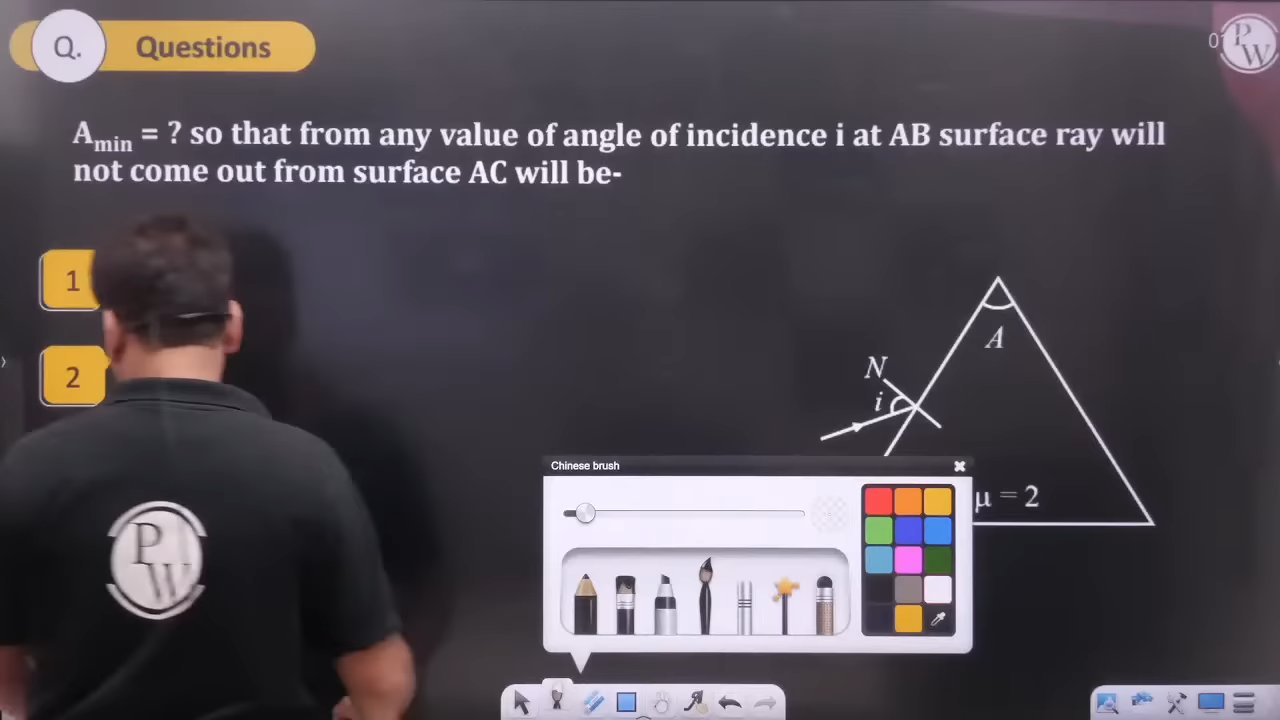 Q. Questions
0
P
W
A_min = ? so that from any value of angle of incidence i at AB surface ray will
not come out from surface AC will be-
1
2
A
N
i
μ = 2
Chinese brush
P
W